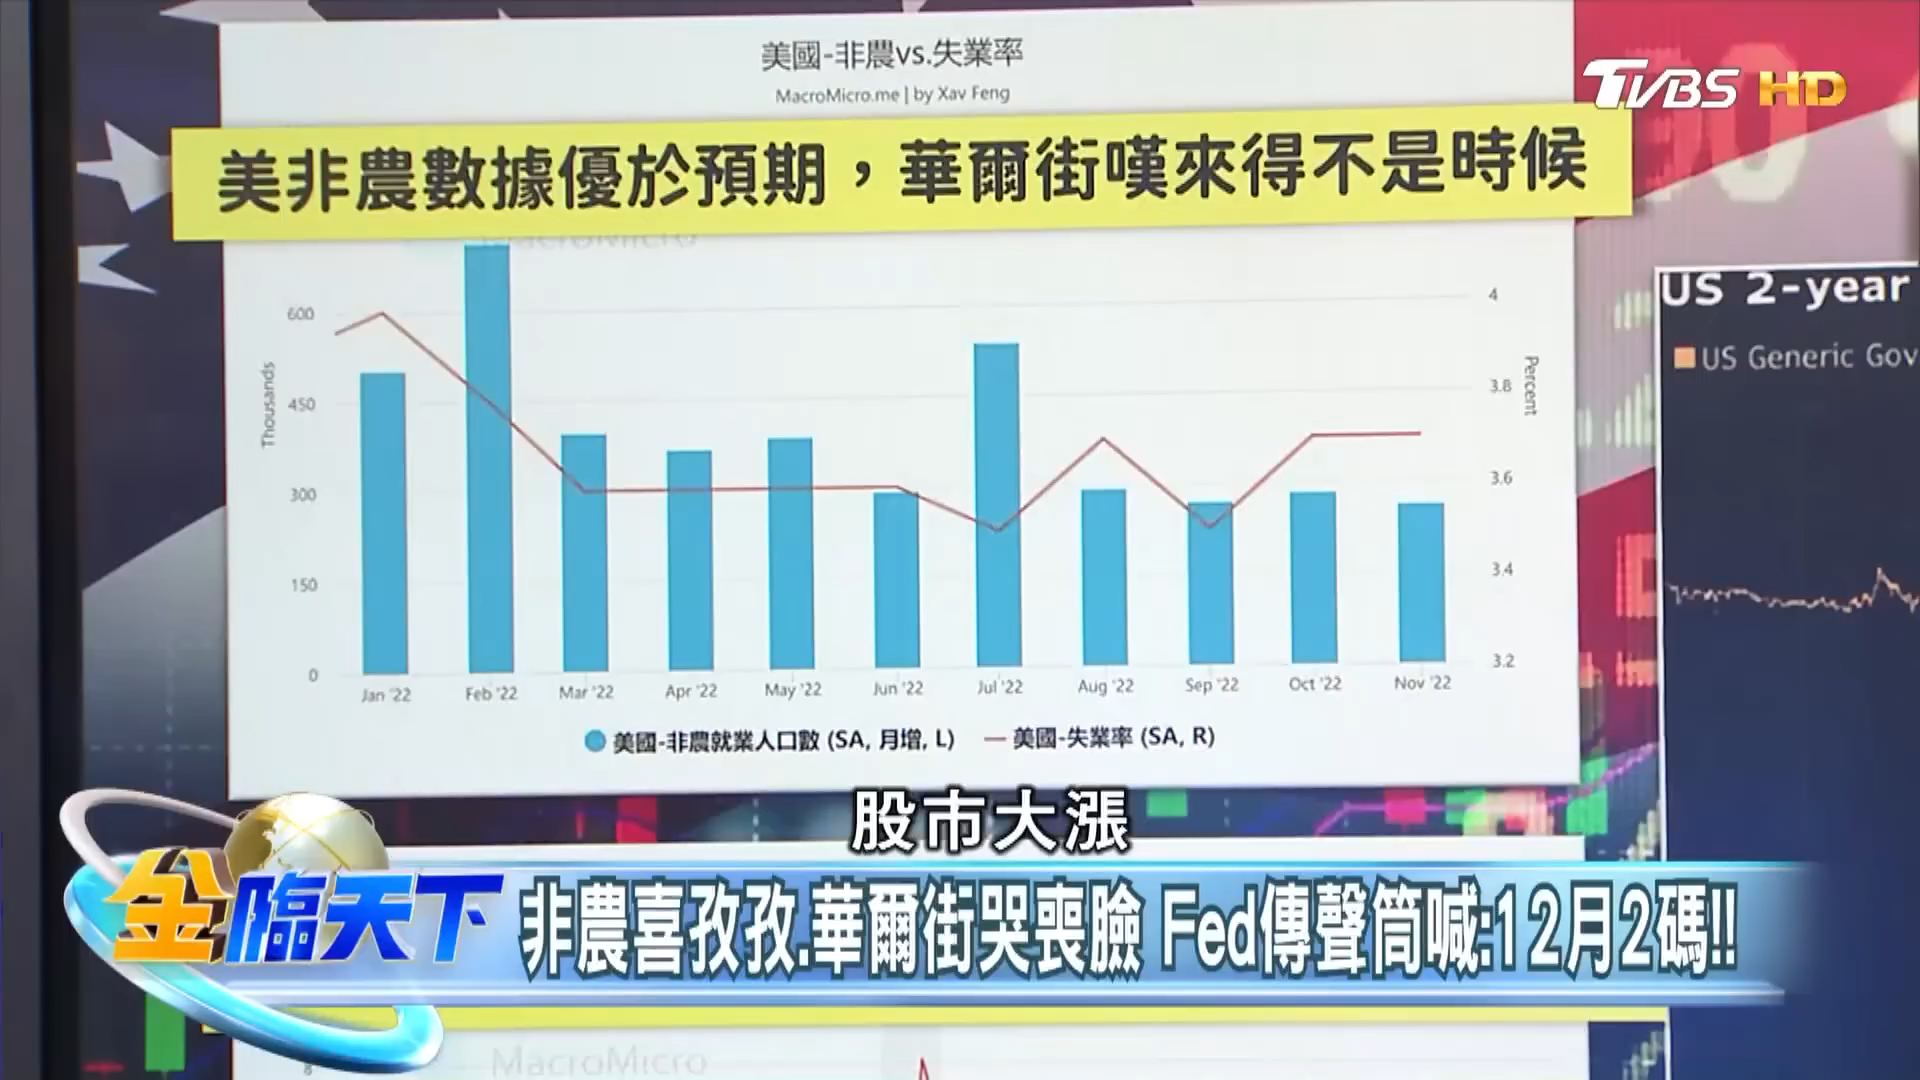 美國-非農vs.失業率
MacroMicro.me | by Xav Feng
TVBS HD
美非農數據優於預期，華爾街嘆來得不是時候
MacroMicro
US 2-year
US Generic Gov
Thousands
600
450
300
150
0
4
3.8
3.6
3.4
3.2
Percent
Jan '22
Feb '22
Mar '22
Apr '22
May '22
Jun '22
Jul '22
Aug '22
Sep '22
Oct '22
Nov '22
美國-非農就業人口數 (SA, 月增, L)
美國-失業率 (SA, R)
股市大漲
金臨天下
非農喜孜孜.華爾街哭喪臉 Fed傳聲筒喊:12月2碼!!
MacroMicro
8